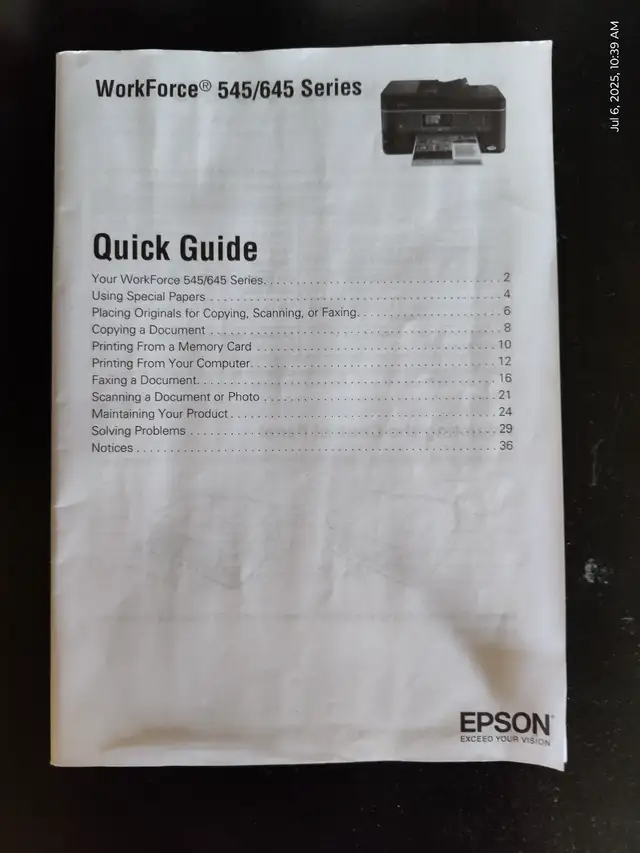 WorkForce® 545/645 Series
Quick Guide
Your WorkForce 545/645 Series. . . . . . . . . . . . . . . . . . . . . . . . . . . . . . . . . . . . . 2
Using Special Papers . . . . . . . . . . . . . . . . . . . . . . . . . . . . . . . . . . . . . . . . . . . . . 4
Placing Originals for Copying, Scanning, or Faxing. . . . . . . . . . . . . . . . . . . . . . 6
Copying a Document . . . . . . . . . . . . . . . . . . . . . . . . . . . . . . . . . . . . . . . . . . . . . 8
Printing From a Memory Card . . . . . . . . . . . . . . . . . . . . . . . . . . . . . . . . . . . . . 10
Printing From Your Computer. . . . . . . . . . . . . . . . . . . . . . . . . . . . . . . . . . . . . . 12
Faxing a Document. . . . . . . . . . . . . . . . . . . . . . . . . . . . . . . . . . . . . . . . . . . . . . 16
Scanning a Document or Photo . . . . . . . . . . . . . . . . . . . . . . . . . . . . . . . . . . . . 21
Maintaining Your Product . . . . . . . . . . . . . . . . . . . . . . . . . . . . . . . . . . . . . . . . . 24
Solving Problems . . . . . . . . . . . . . . . . . . . . . . . . . . . . . . . . . . . . . . . . . . . . . . . 29
Notices . . . . . . . . . . . . . . . . . . . . . . . . . . . . . . . . . . . . . . . . . . . . . . . . . . . . . . . 36
EPSON®
EXCEED YOUR VISION
Jul 6, 2025, 10:39 AM